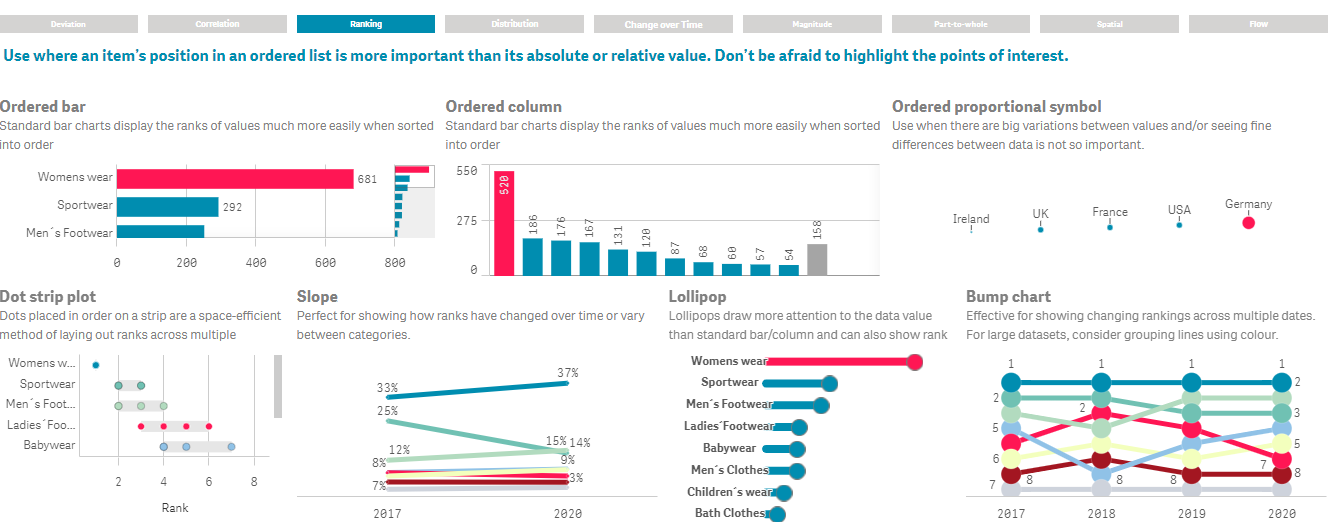 Deviation Correlation Ranking Distribution Change over Time Magnitude Part-to-whole Spatial Flow
Use where an item's position in an ordered list is more important than its absolute or relative value. Don't be afraid to highlight the points of interest.
Ordered bar
Standard bar charts display the ranks of values much more easily when sorted
into order
Womens wear 681
Sportwear 292
Men´s Footwear
0 200 400 600 800
Ordered column
Standard bar charts display the ranks of values much more easily when sorted
into order
550
275
0
520 186 176 167 131 120 87 68 60 57 54 158
Ordered proportional symbol
Use when there are big variations between values and/or seeing fine
differences between data is not so important.
Ireland UK France USA Germany
Dot strip plot
Dots placed in order on a strip are a space-efficient
method of laying out ranks across multiple
Womens w...
Sportwear
Men´s Foot...
Ladies´Foo...
Babywear
2 4 6 8
Rank
Slope
Perfect for showing how ranks have changed over time or vary
between categories.
33% 37%
25%
12% 15% 14%
8% 9%
7% 3%
2017 2020
Lollipop
Lollipops draw more attention to the data value
than standard bar/column and can also show rank
Womens wear
Sportwear
Men´s Footwear
Ladies´Footwear
Babywear
Men´s Clothes
Children´s wear
Bath Clothes
Bump chart
Effective for showing changing rankings across multiple dates.
For large datasets, consider grouping lines using colour.
1 1 1 1
2
2 2 3
5 5
6 7
7 8 8 8 8
2017 2018 2019 2020